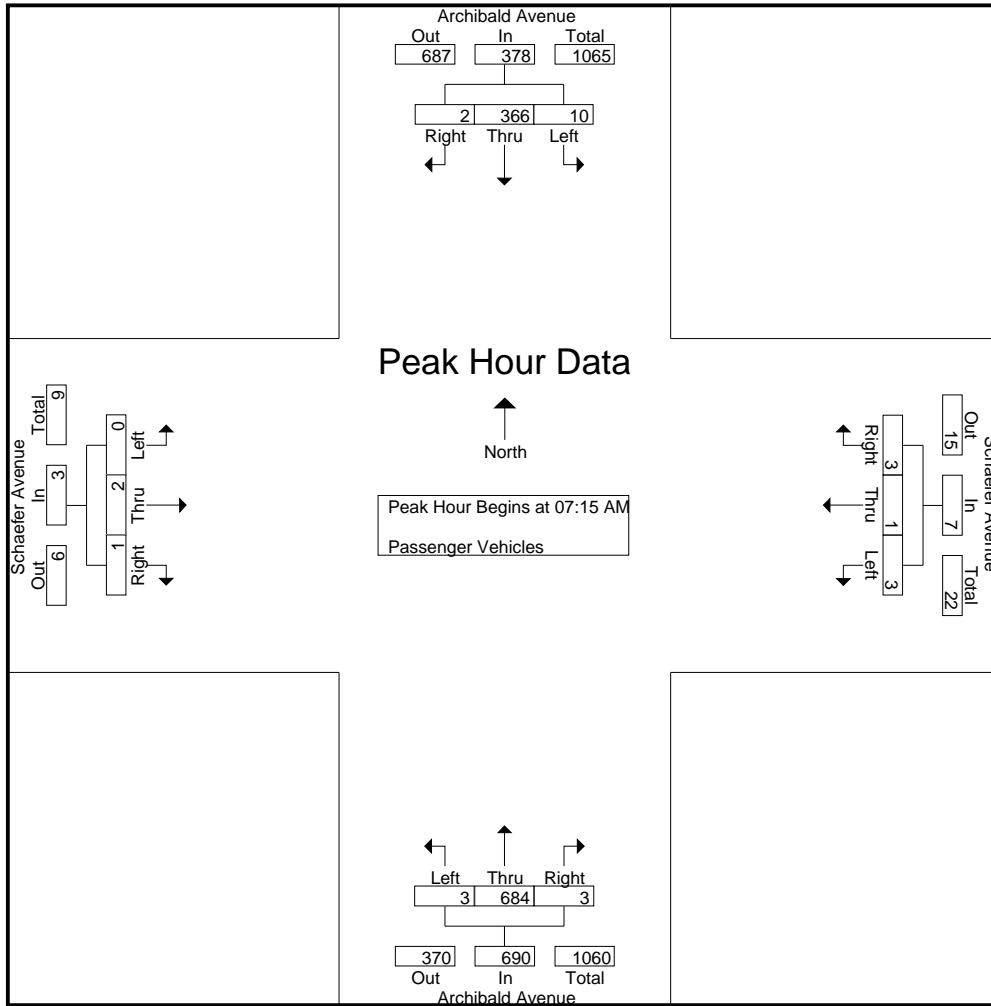 Archibald Avenue
Out In Total
687 378 1065
2 366 10
Right Thru Left
Peak Hour Data
North
Peak Hour Begins at 07:15 AM
Passenger Vehicles
Schaefer Avenue
Total In Out
9 3 6
0 2 1
Left Thru Right
Schaefer Avenue
Out In Total
15 7 22
3 1 3
Right Thru Left
Left Thru Right
3 684 3
370 690 1060
Out In Total
Archibald Avenue